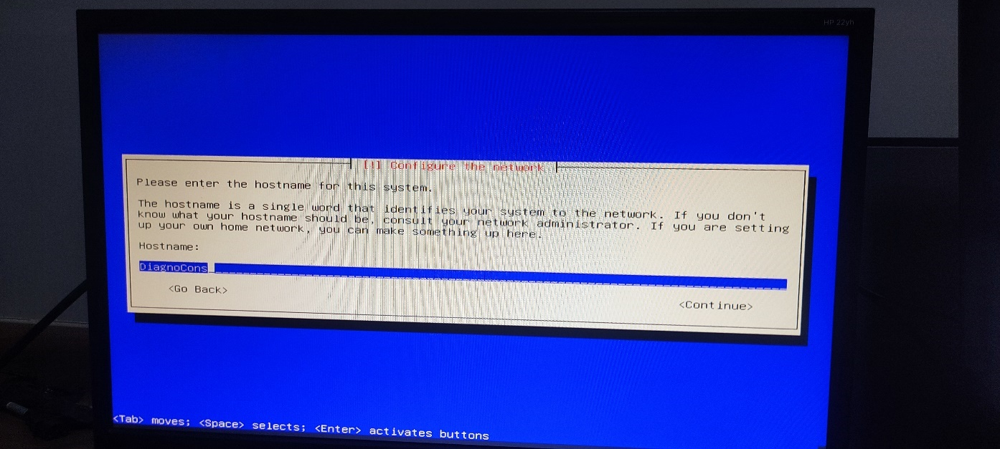 HP 22yh
[!] Configure the network
Please enter the hostname for this system.
The hostname is a single word that identifies your system to the network. If you don't
know what your hostname should be, consult your network administrator. If you are setting
up your own home network, you can make something up here.
Hostname:
DiagnoCons
<Go Back>
<Continue>
<Tab> moves; <Space> selects; <Enter> activates buttons